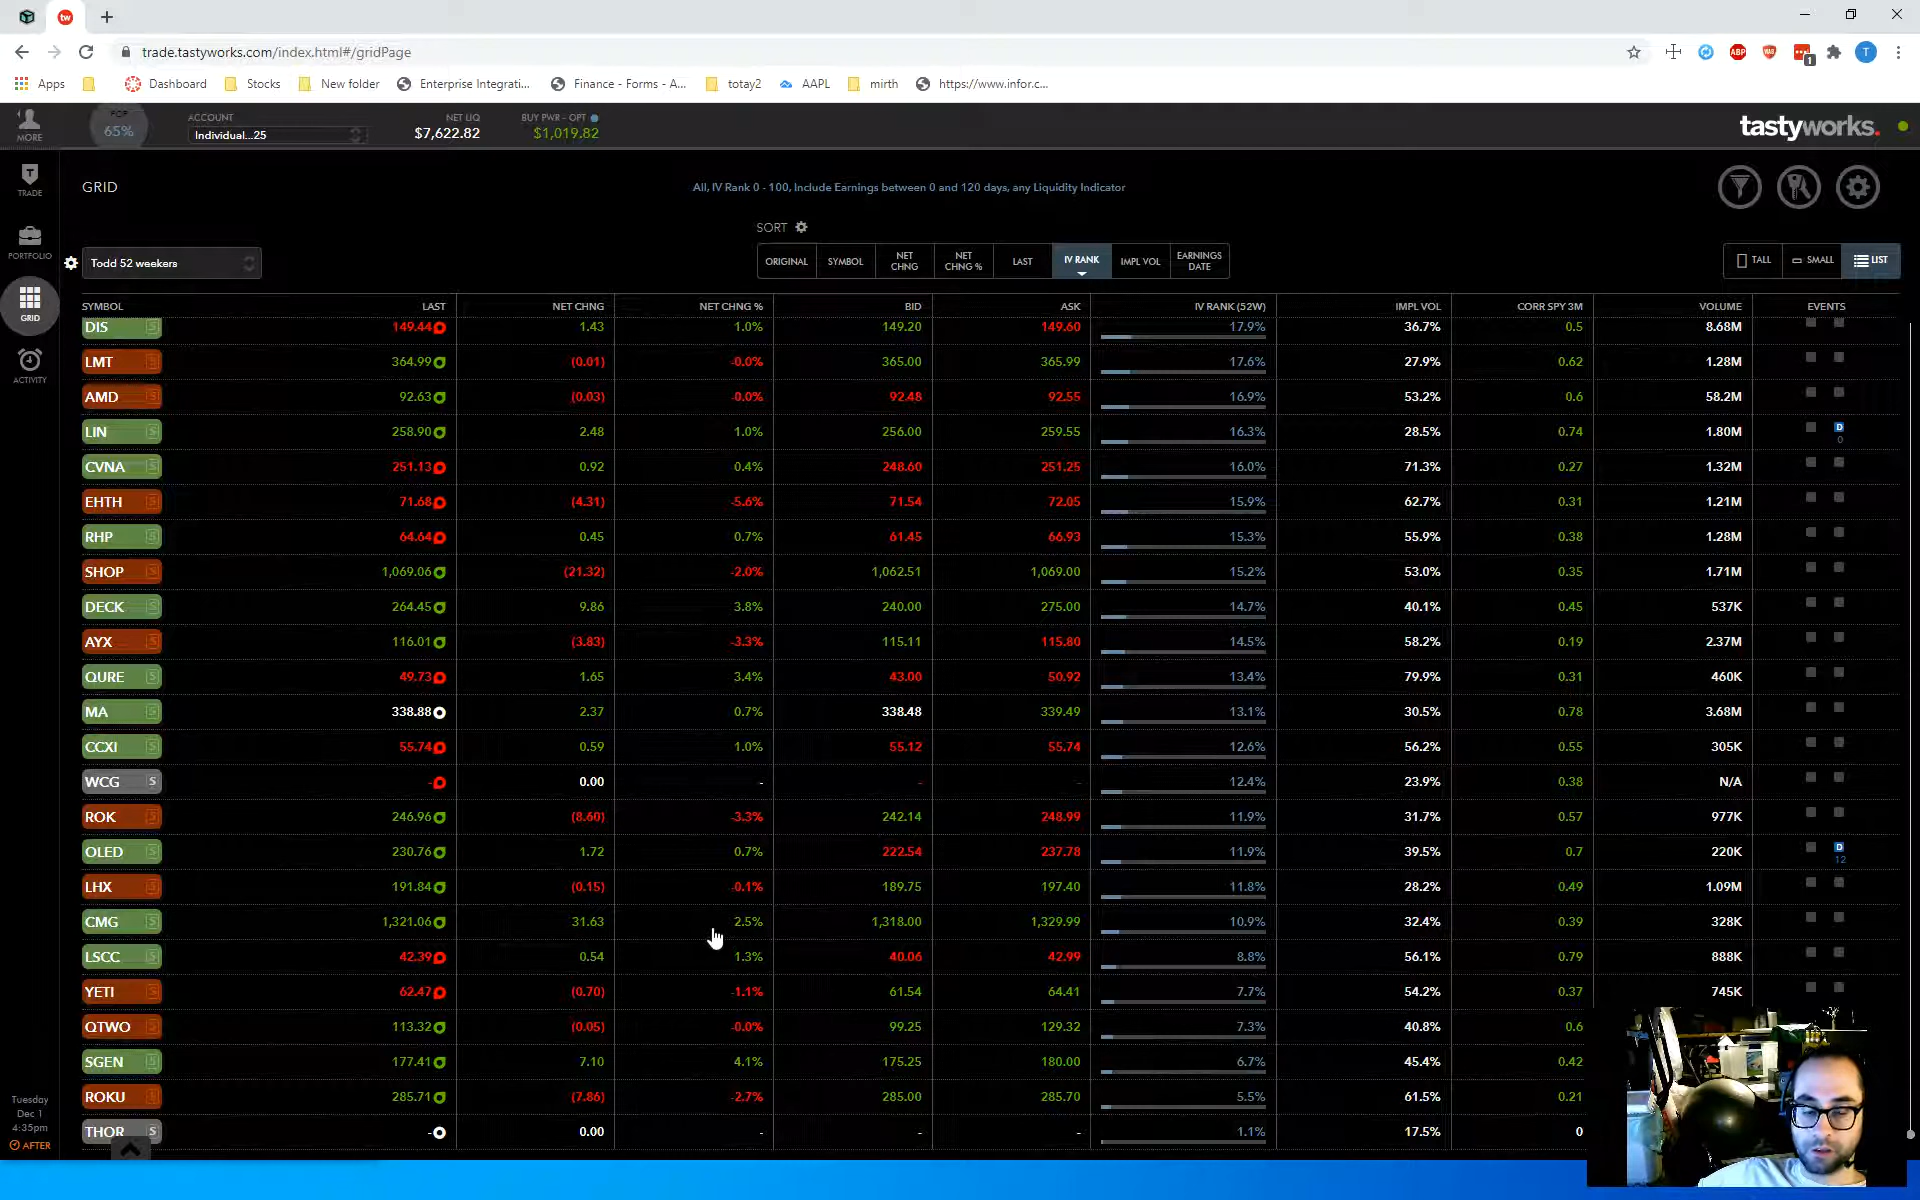 tw
trade.tastyworks.com/index.html#/gridPage
ABP
1
T
Apps
Dashboard
Stocks
New folder
Enterprise Integrati...
Finance - Forms - A...
totay2
AAPL
mirth
https://www.infor.c...
MORE
POP
65%
ACCOUNT
Individual...25
NET LIQ
$7,622.82
BUY PWR - OPT
$1,019.82
tastyworks.
TRADE
PORTFOLIO
GRID
ACTIVITY
GRID
All, IV Rank 0 - 100, Include Earnings between 0 and 120 days, any Liquidity Indicator
SORT
Todd 52 weekers
ORIGINAL SYMBOL NET CHNG NET CHNG % LAST IV RANK IMPL VOL EARNINGS DATE
TALL SMALL LIST
SYMBOL LAST NET CHNG NET CHNG % BID ASK IV RANK (52W) IMPL VOL CORR SPY 3M VOLUME EVENTS
DIS S 149.44 1.43 1.0% 149.20 149.60 17.9% 36.7% 0.5 8.68M
LMT S 364.99 (0.01) -0.0% 365.00 365.99 17.6% 27.9% 0.62 1.28M
AMD S 92.63 (0.03) -0.0% 92.48 92.55 16.9% 53.2% 0.6 58.2M
LIN S 258.90 2.48 1.0% 256.00 259.55 16.3% 28.5% 0.74 1.80M D 0
CVNA S 251.13 0.92 0.4% 248.60 251.25 16.0% 71.3% 0.27 1.32M
EHTH S 71.68 (4.31) -5.6% 71.54 72.05 15.9% 62.7% 0.31 1.21M
RHP S 64.64 0.45 0.7% 61.45 66.93 15.3% 55.9% 0.38 1.28M
SHOP S 1,069.06 (21.32) -2.0% 1,062.51 1,069.00 15.2% 53.0% 0.35 1.71M
DECK S 264.45 9.86 3.8% 240.00 275.00 14.7% 40.1% 0.45 537K
AYX S 116.01 (3.83) -3.3% 115.11 115.80 14.5% 58.2% 0.19 2.37M
QURE S 49.73 1.65 3.4% 43.00 50.92 13.4% 79.9% 0.31 460K
MA S 338.88 2.37 0.7% 338.48 339.49 13.1% 30.5% 0.78 3.68M
CCXI S 55.74 0.59 1.0% 55.12 55.74 12.6% 56.2% 0.55 305K
WCG S - 0.00 - - - 12.4% 23.9% 0.38 N/A
ROK S 246.96 (8.60) -3.3% 242.14 248.99 11.9% 31.7% 0.57 977K
OLED S 230.76 1.72 0.7% 222.54 237.78 11.9% 39.5% 0.7 220K D 12
LHX S 191.84 (0.15) -0.1% 189.75 197.40 11.8% 28.2% 0.49 1.09M
CMG S 1,321.06 31.63 2.5% 1,318.00 1,329.99 10.9% 32.4% 0.39 328K
LSCC S 42.39 0.54 1.3% 40.06 42.99 8.8% 56.1% 0.79 888K
YETI S 62.47 (0.70) -1.1% 61.54 64.41 7.7% 54.2% 0.37 745K
QTWO S 113.32 (0.05) -0.0% 99.25 129.32 7.3% 40.8% 0.6
SGEN S 177.41 7.10 4.1% 175.25 180.00 6.7% 45.4% 0.42
ROKU S 285.71 (7.86) -2.7% 285.00 285.70 5.5% 61.5% 0.21
THOR S - 0.00 - - - 1.1% 17.5% 0
Tuesday
Dec 1
4:35pm
AFTER